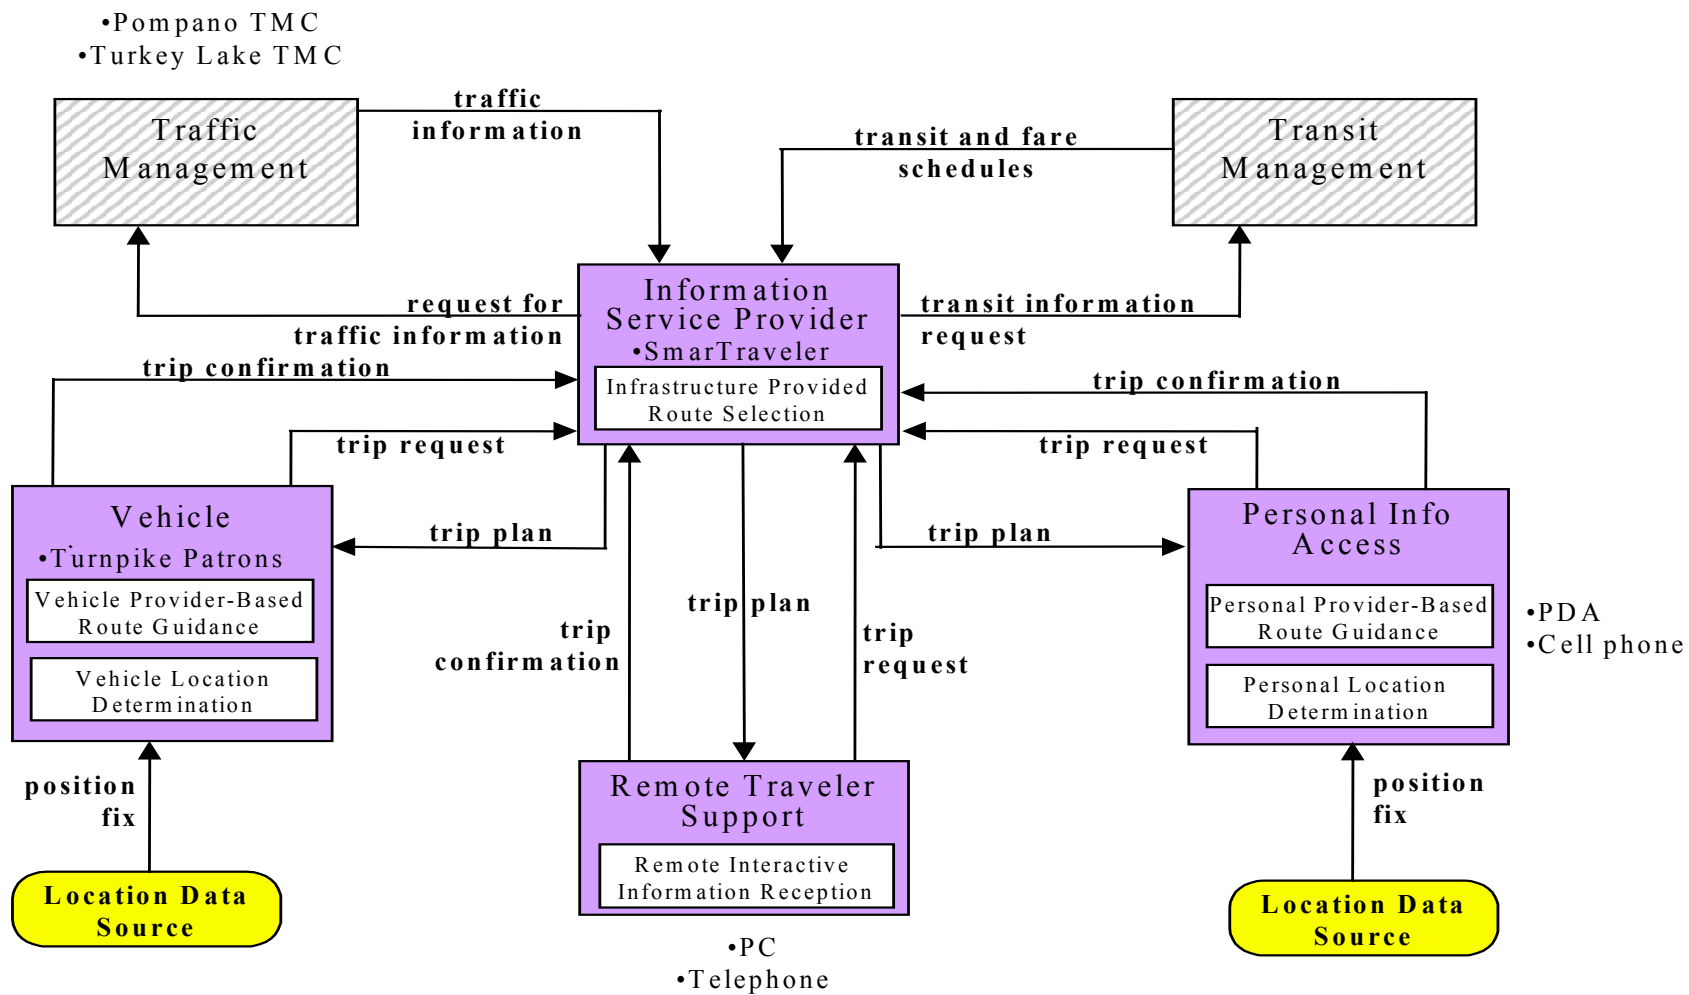 •Pompano TMC
•Turkey Lake TMC
Traffic
Management
traffic
information
transit and fare
schedules
Transit
Management
request for
traffic information
Information
Service Provider
•SmarTraveler
Infrastructure Provided
Route Selection
transit information
request
trip confirmation
trip confirmation
trip request
trip request
Vehicle
•Turnpike Patrons
Vehicle Provider-Based
Route Guidance
Vehicle Location
Determination
trip plan
trip plan
Personal Info
Access
Personal Provider-Based
Route Guidance
Personal Location
Determination
•PDA
•Cell phone
trip plan
trip
confirmation
trip
request
position
fix
Remote Traveler
Support
Remote Interactive
Information Reception
position
fix
Location Data
Source
•PC
•Telephone
Location Data
Source